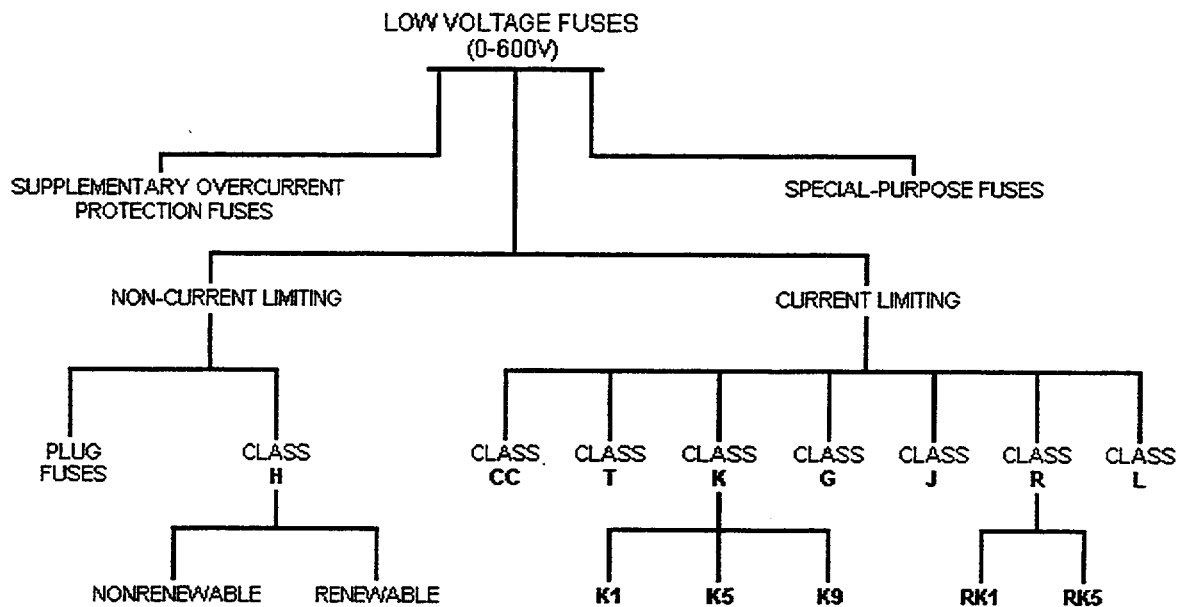 LOW VOLTAGE FUSES
(0-600V)
SUPPLEMENTARY OVERCURRENT
PROTECTION FUSES
SPECIAL-PURPOSE FUSES
NON-CURRENT LIMITING
CURRENT LIMITING
PLUG
FUSES
CLASS
H
CLASS
CC
CLASS
T
CLASS
K
CLASS
G
CLASS
J
CLASS
R
CLASS
L
NONRENEWABLE
RENEWABLE
K1
K5
K9
RK1
RK5